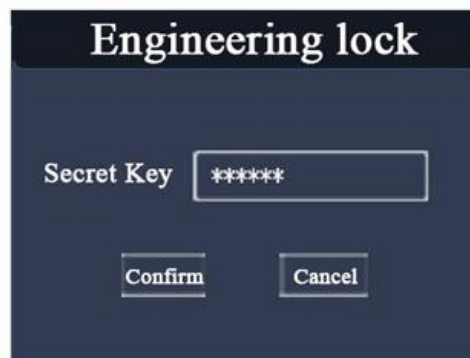 Engineering lock
Secret Key ******
Confirm Cancel